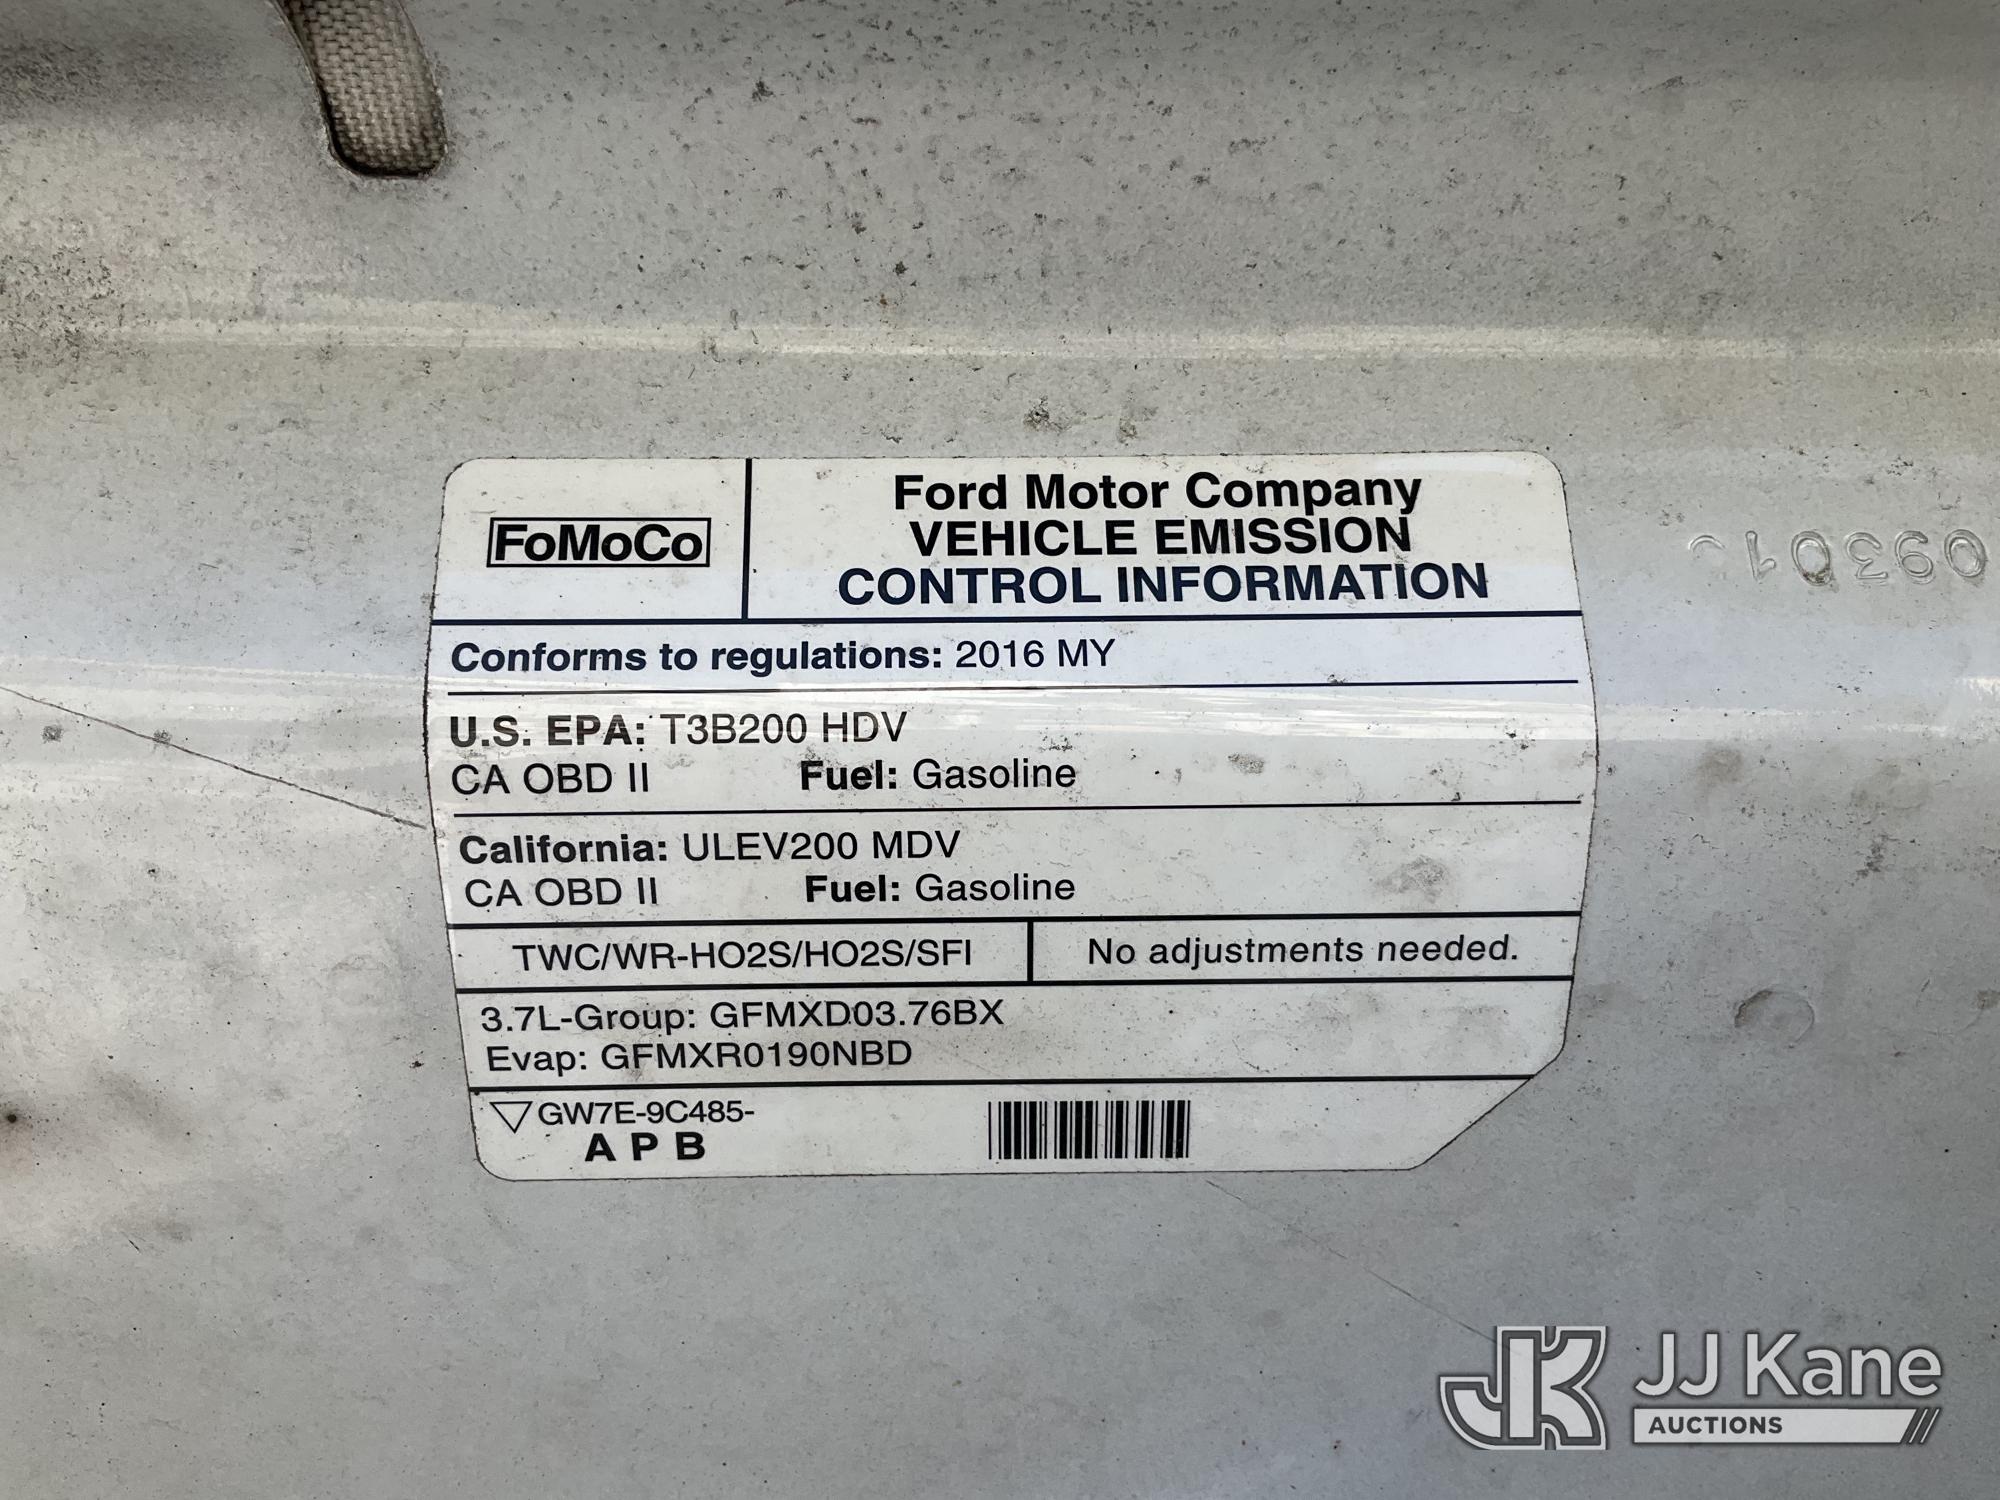 FoMoCo
Ford Motor Company
VEHICLE EMISSION
CONTROL INFORMATION
Conforms to regulations: 2016 MY
U.S. EPA: T3B200 HDV
CA OBD II Fuel: Gasoline
California: ULEV200 MDV
CA OBD II Fuel: Gasoline
TWC/WR-HO2S/HO2S/SFI
No adjustments needed.
3.7L-Group: GFMXD03.76BX
Evap: GFMXR0190NBD
GW7E-9C485-
A P B
JK JJ Kane
AUCTIONS